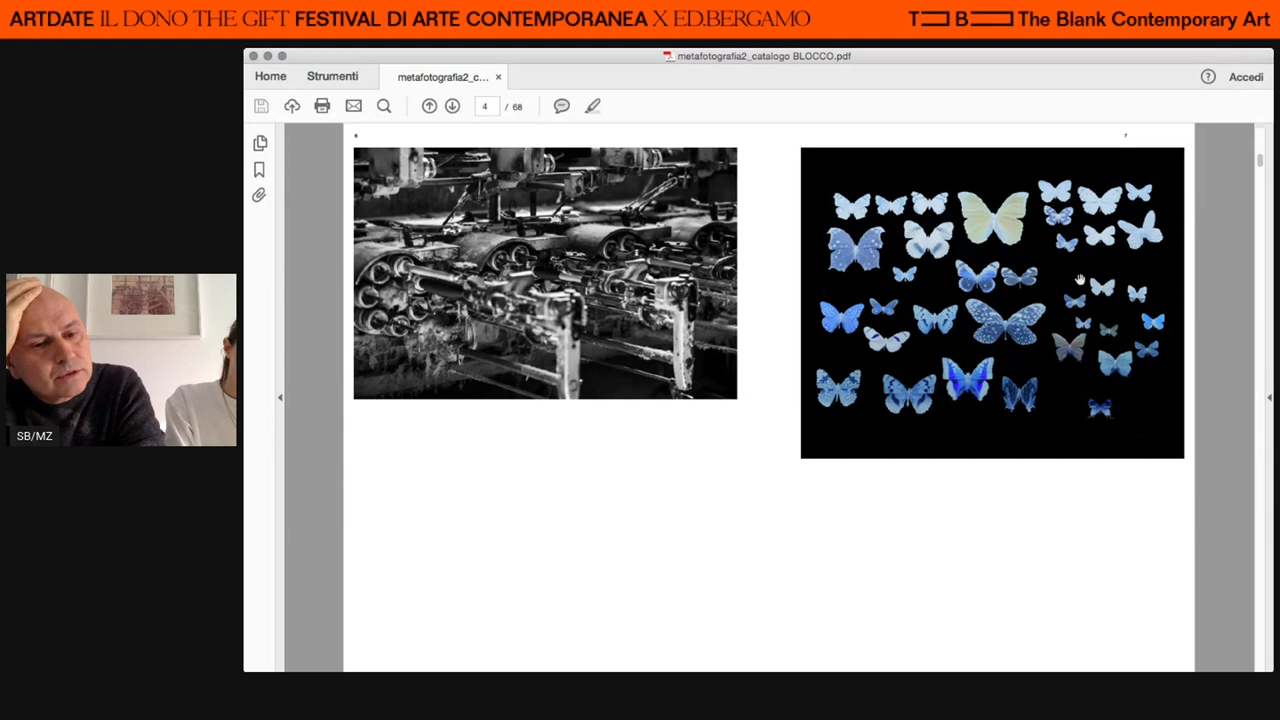 ARTDATE IL DONO THE GIFT FESTIVAL DI ARTE CONTEMPORANEA X ED.BERGAMO
T B The Blank Contemporary Art
metafotografia2_catalogo BLOCCO.pdf
Home Strumenti metafotografia2_c... × ? Accedi
4 / 68
SB/MZ